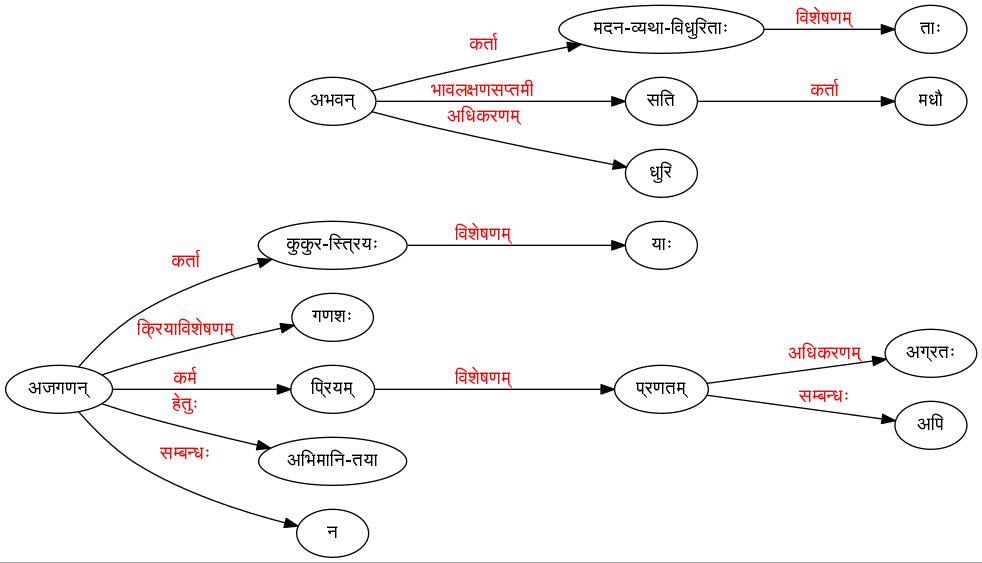 मदन-व्यथा-विधुरिताः विशेषणम् ताः
कर्ता
अभवन् भावलक्षणसप्तमी सति कर्ता मधौ
अधिकरणम्
धुरि
कुकुर-स्त्रियः विशेषणम् याः
कर्ता
गणशः
क्रियाविशेषणम्
अग्रतः
अधिकरणम्
अजगणन् कर्म प्रियम् विशेषणम् प्रणतम्
हेतुः
सम्बन्धः अपि
अभिमानि-तया
सम्बन्धः
न